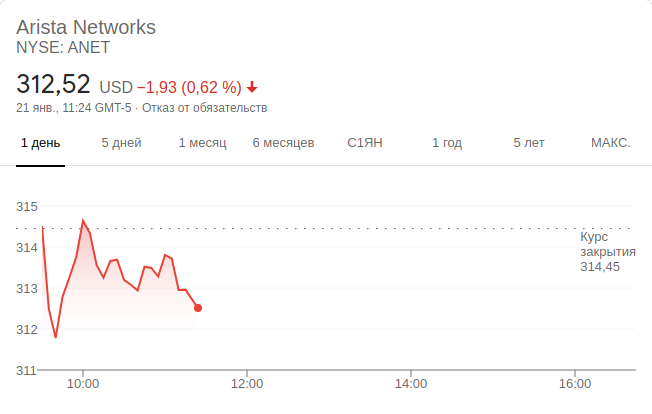 Arista Networks
NYSE: ANET
312,52 USD −1,93 (0,62 %)
21 янв., 11:24 GMT-5 · Отказ от обязательств
1 день 5 дней 1 месяц 6 месяцев С1ЯН 1 год 5 лет МАКС.
315
314
313
312
311
Курс
закрытия
314,45
10:00 12:00 14:00 16:00